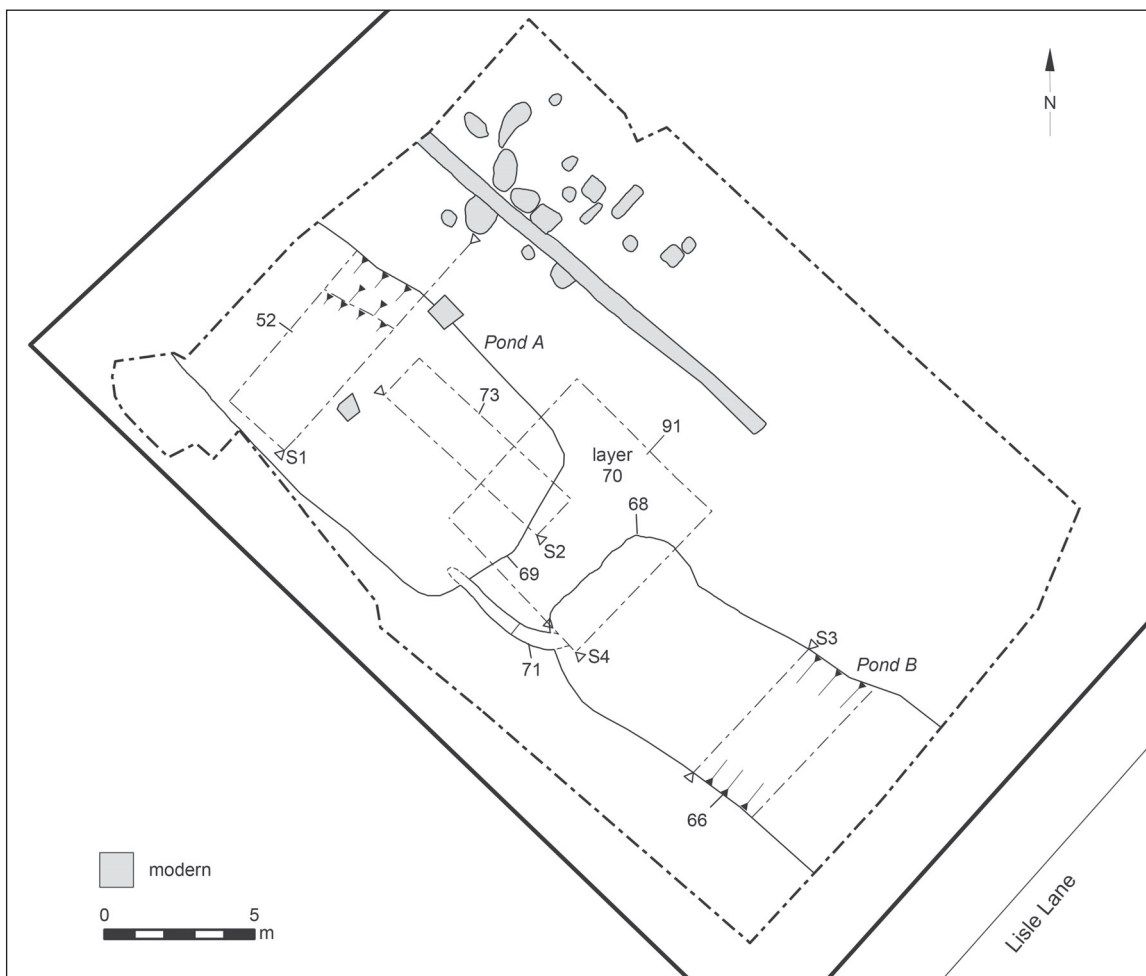 N
52
Pond A
73
91
layer
70
S1
68
S2
69
S3
S4
71
Pond B
66
modern
0 5
m
Lisle Lane